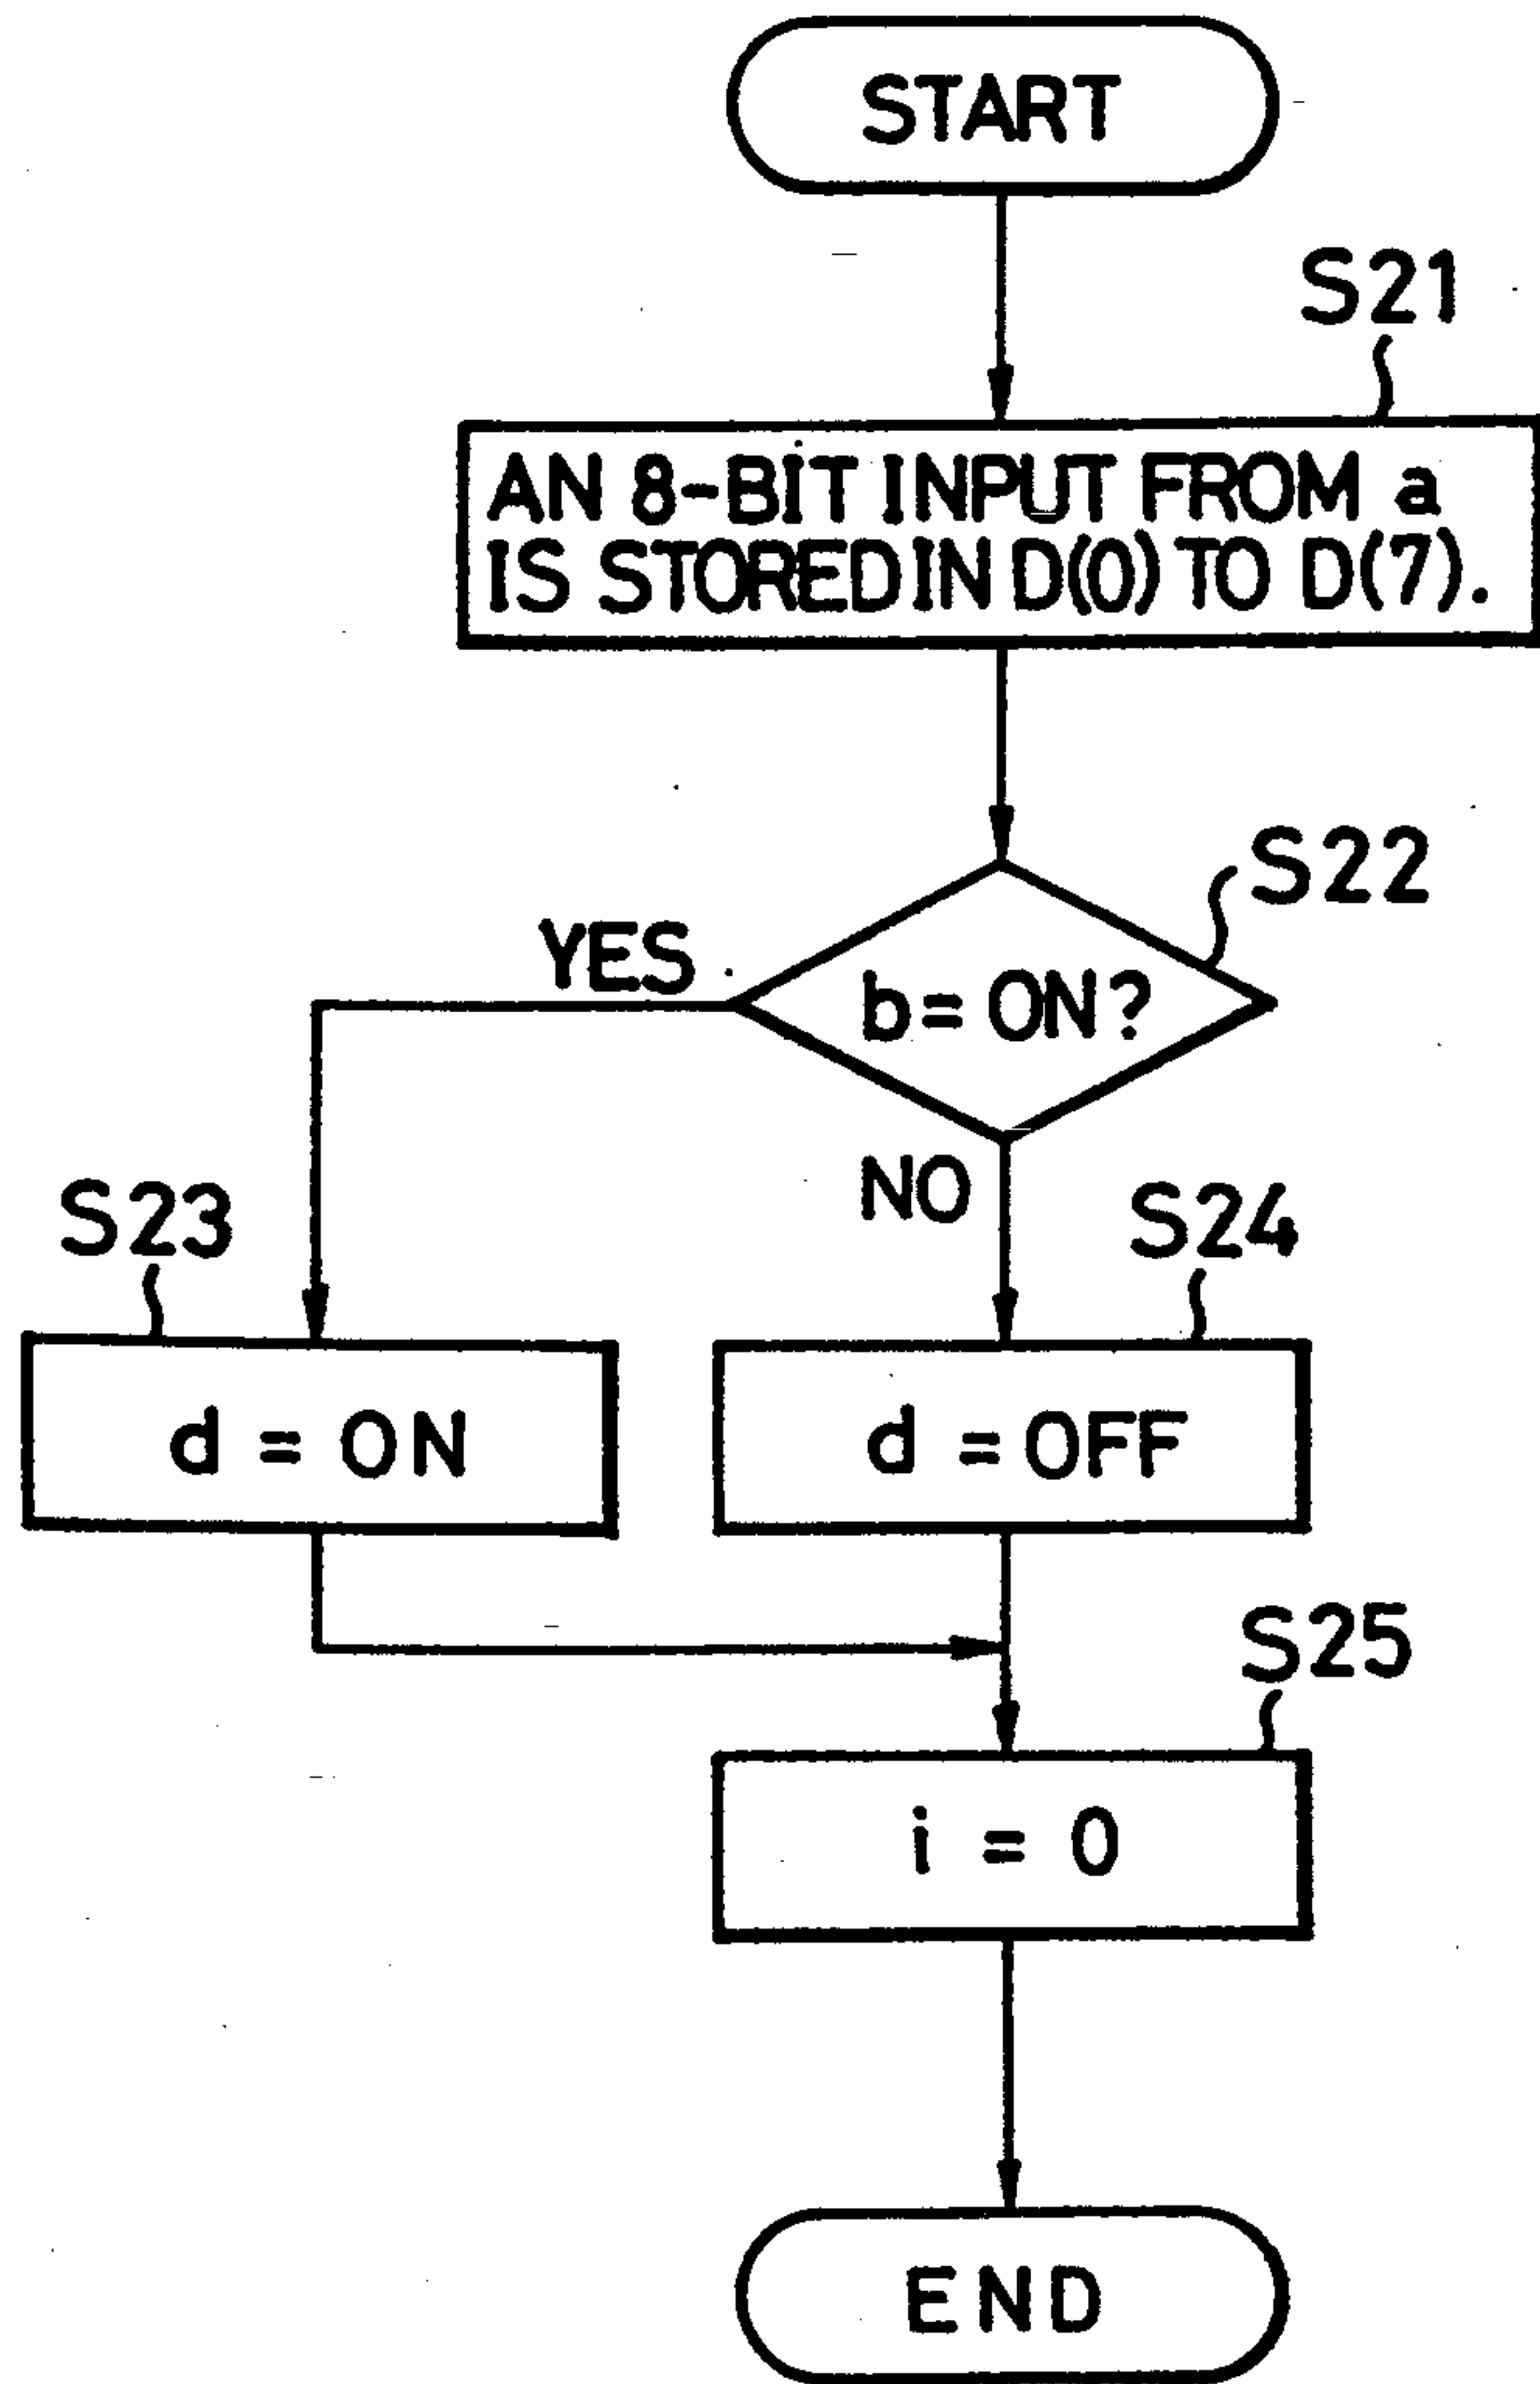 START
S21
AN 8-BIT INPUT FROM a
IS STORED IN D(0) TO D(7).
S22
YES
b=ON?
NO
S23
S24
d = ON
d = OFF
S25
i = 0
END